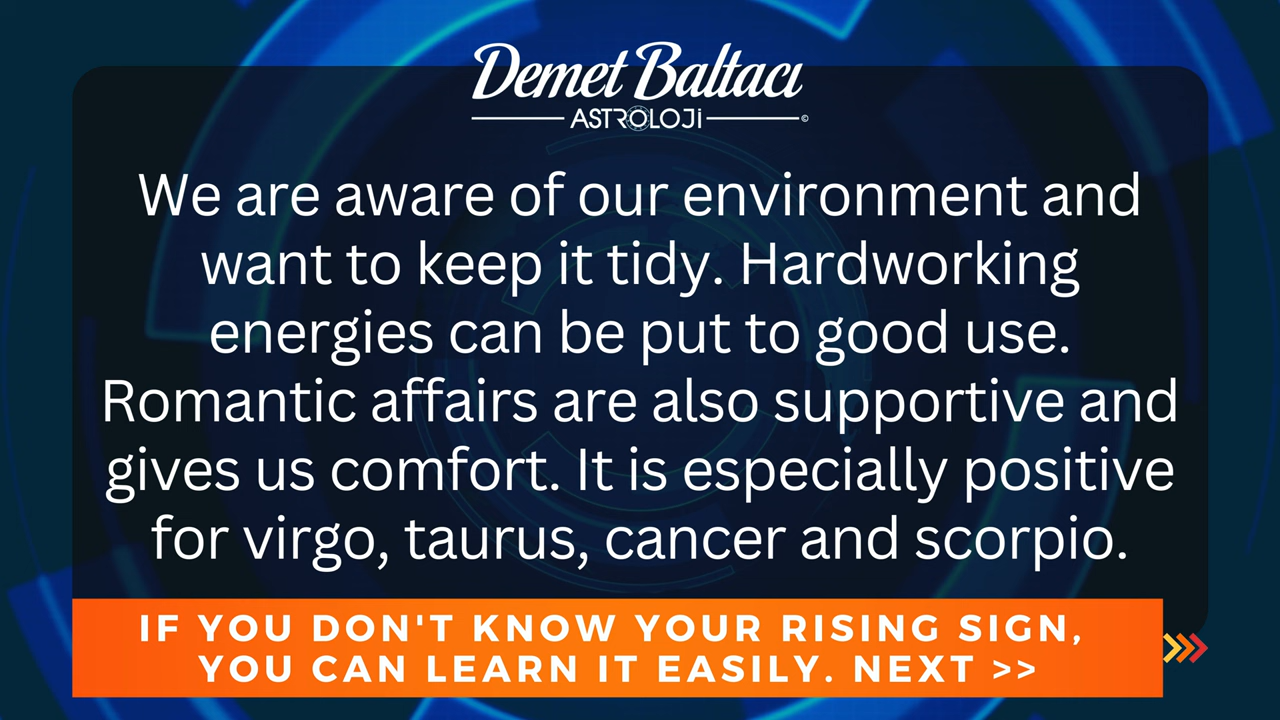 Demet Baltacı
ASTROLOJi ©
We are aware of our environment and
want to keep it tidy. Hardworking
energies can be put to good use.
Romantic affairs are also supportive and
gives us comfort. It is especially positive
for virgo, taurus, cancer and scorpio.
IF YOU DON'T KNOW YOUR RISING SIGN,
YOU CAN LEARN IT EASILY. NEXT >>